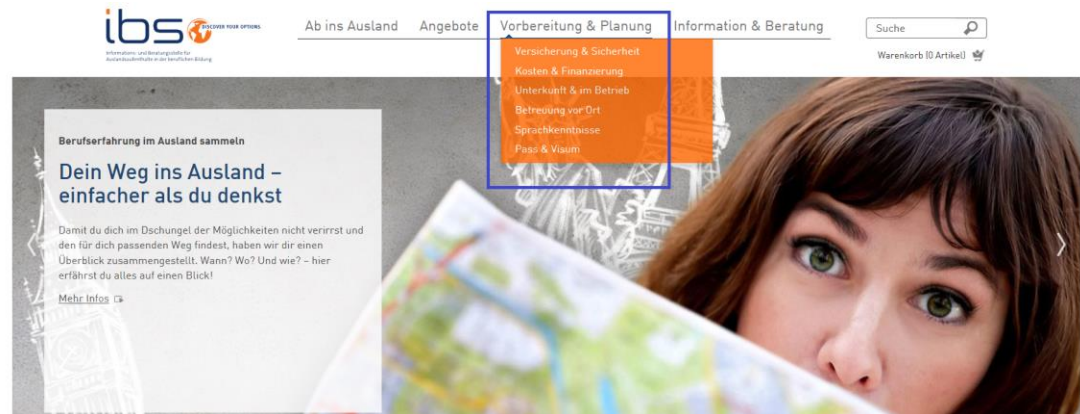 ibs
DISCOVER YOUR OPTIONS.
Informations- und Beratungsstelle für
Auslandsaufenthalte in der beruflichen Bildung
Ab ins Ausland
Angebote
Vorbereitung & Planung
Information & Beratung
Suche
Warenkorb (0 Artikel)
Versicherung & Sicherheit
Kosten & Finanzierung
Unterkunft & im Betrieb
Betreuung vor Ort
Sprachkenntnisse
Pass & Visum
Berufserfahrung im Ausland sammeln
Dein Weg ins Ausland –
einfacher als du denkst
Damit du dich im Dschungel der Möglichkeiten nicht verirrst und
den für dich passenden Weg findest, haben wir dir einen
Überblick zusammengestellt. Wann? Wo? Und wie? – hier
erfährst du alles auf einen Blick!
Mehr Infos